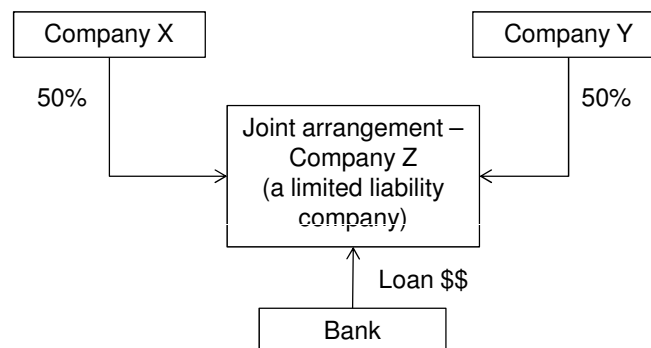 Company X
Company Y
50%
50%
Joint arrangement –
Company Z
(a limited liability
company)
Loan $$
Bank